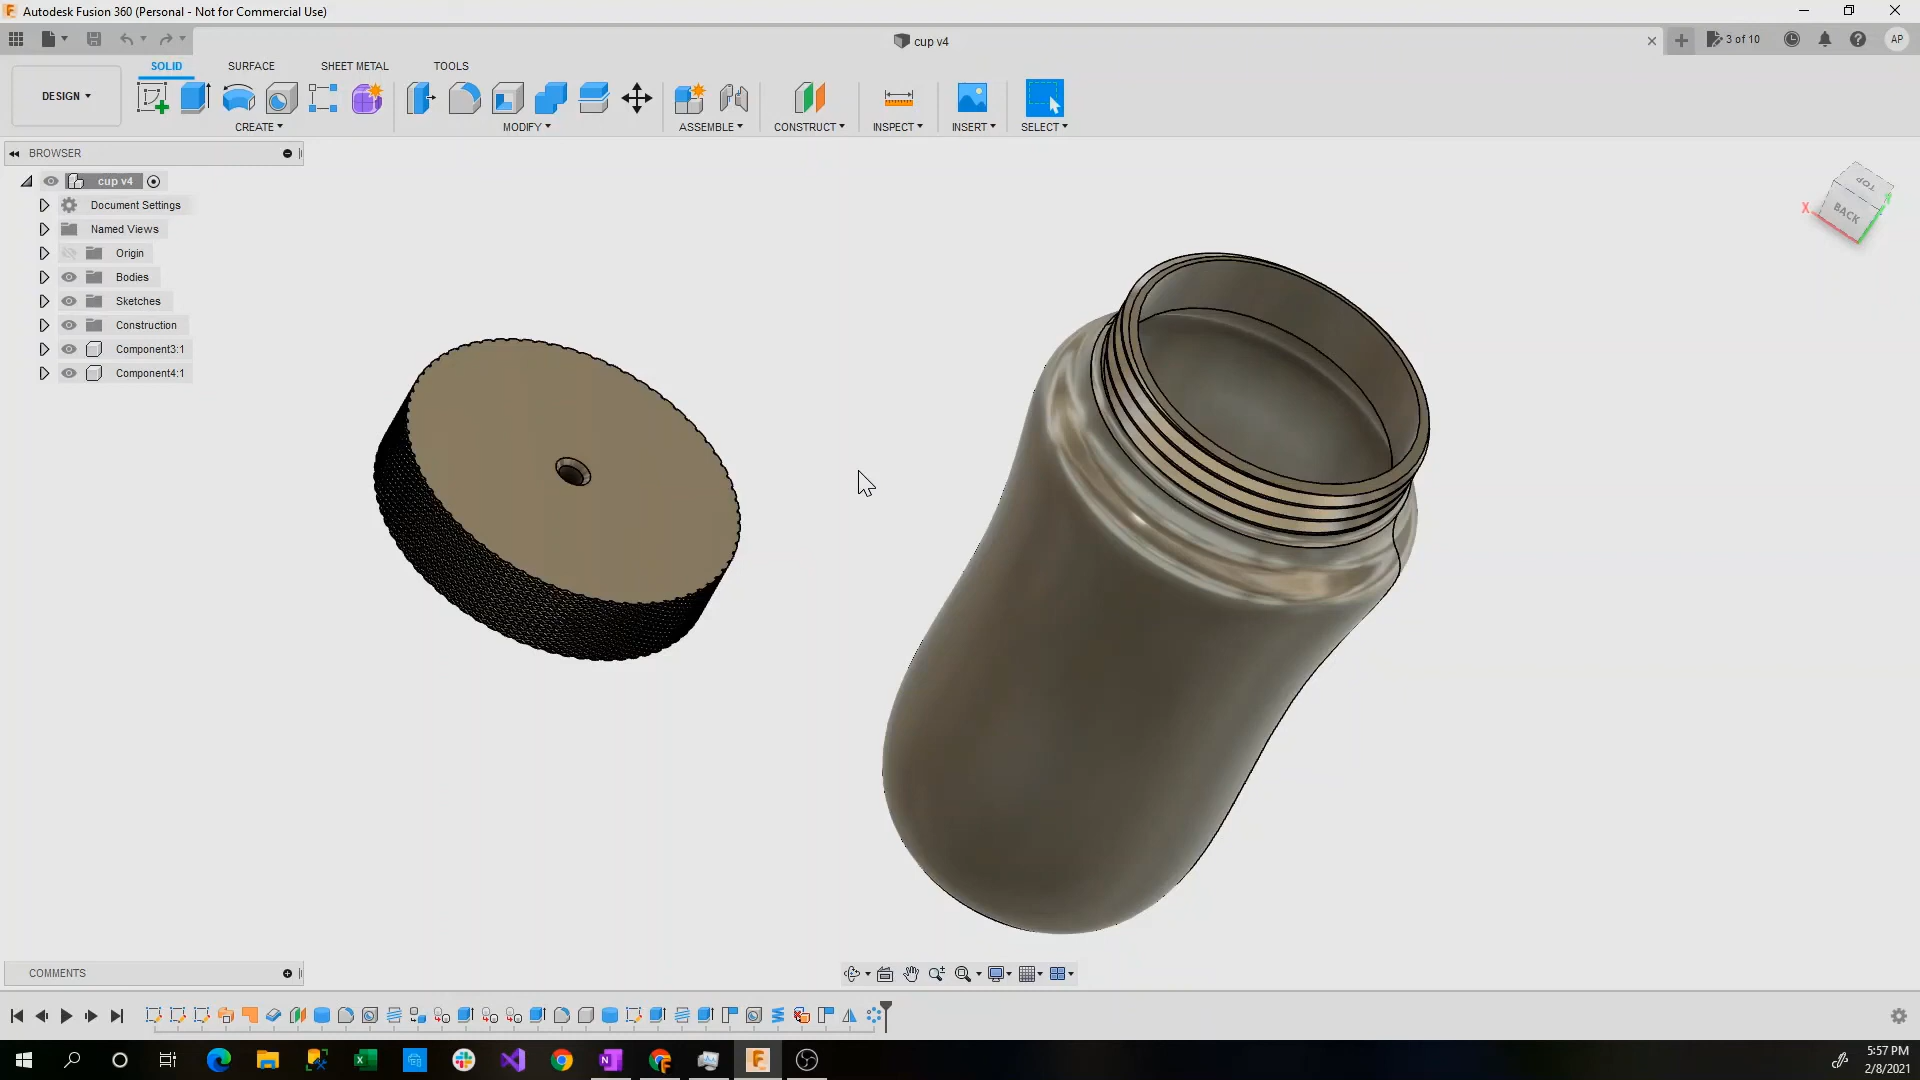 Autodesk Fusion 360 (Personal - Not for Commercial Use)
cup v4
3 of 10
AP
DESIGN
SOLID
SURFACE
SHEET METAL
TOOLS
CREATE
MODIFY
ASSEMBLE
CONSTRUCT
INSPECT
INSERT
SELECT
BROWSER
cup v4
Document Settings
Named Views
Origin
Bodies
Sketches
Construction
Component3:1
Component4:1
TOP
BACK
X
COMMENTS
5:57 PM
2/8/2021